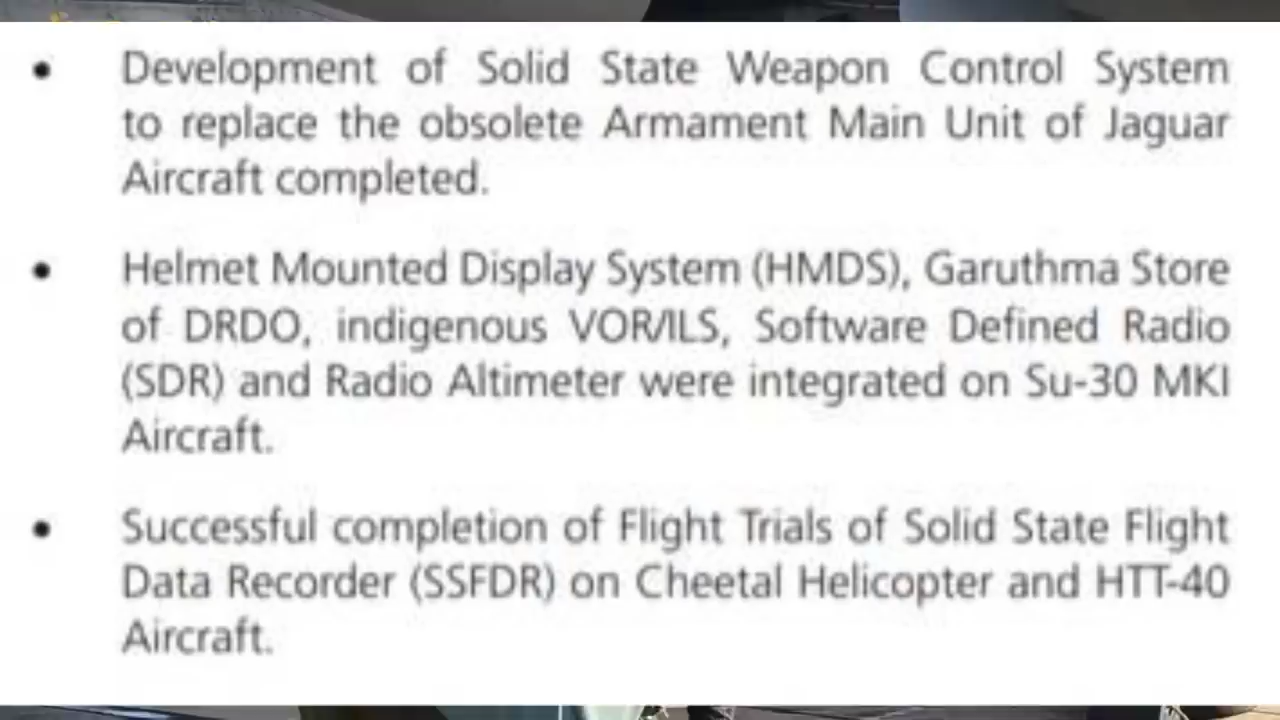 • Development of Solid State Weapon Control System
to replace the obsolete Armament Main Unit of Jaguar
Aircraft completed.
• Helmet Mounted Display System (HMDS), Garuthma Store
of DRDO, indigenous VOR/ILS, Software Defined Radio
(SDR) and Radio Altimeter were integrated on Su-30 MKI
Aircraft.
• Successful completion of Flight Trials of Solid State Flight
Data Recorder (SSFDR) on Cheetal Helicopter and HTT-40
Aircraft.